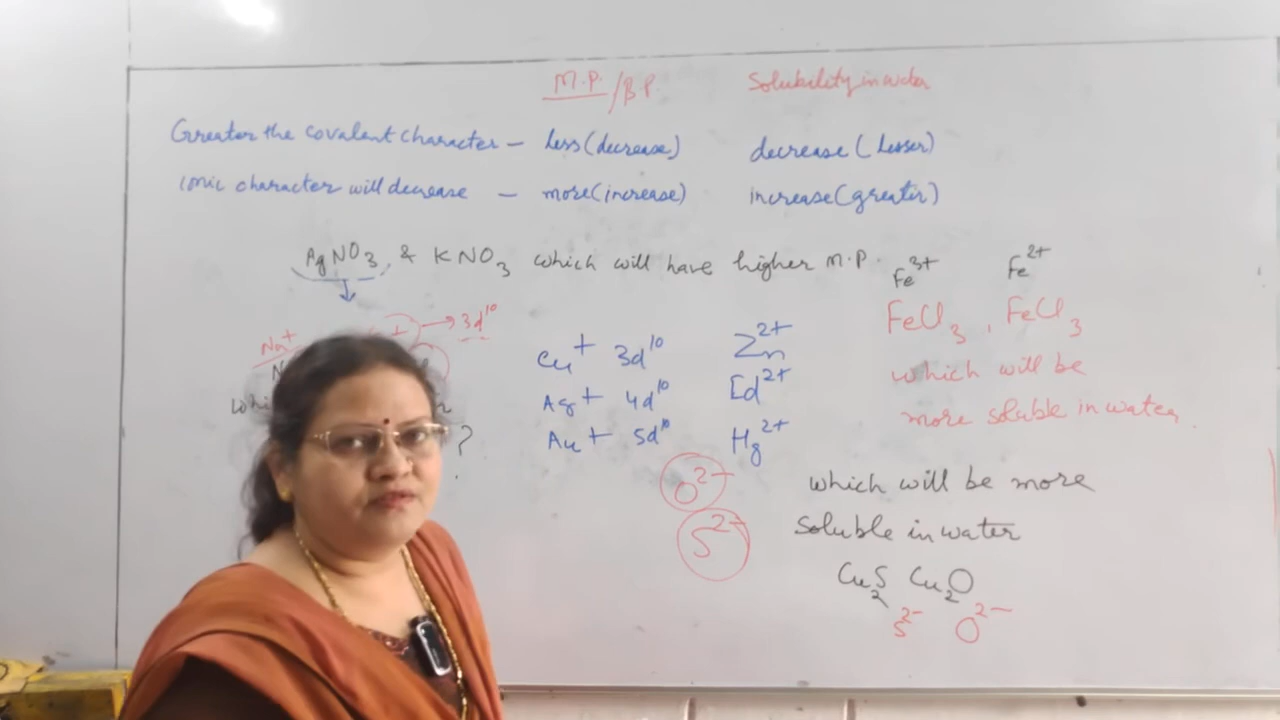 M.P./B.P. Solubility in water
Greater the covalent character – less (decrease) decrease (Lesser)
ionic character will decrease – more (increase) increase (greater)
AgNO3 & KNO3 which will have higher M.P.
Fe3+ Fe2+
FeCl3, FeCl3
which will be
more soluble in water
Na+ + → 3d10
Cu+ 3d10 Zn2+
Ag+ 4d10 Cd2+
Au+ 5d10 Hg2+
?
O2-
S2-
which will be more
soluble in water
Cu2S Cu2O
S2- O2-